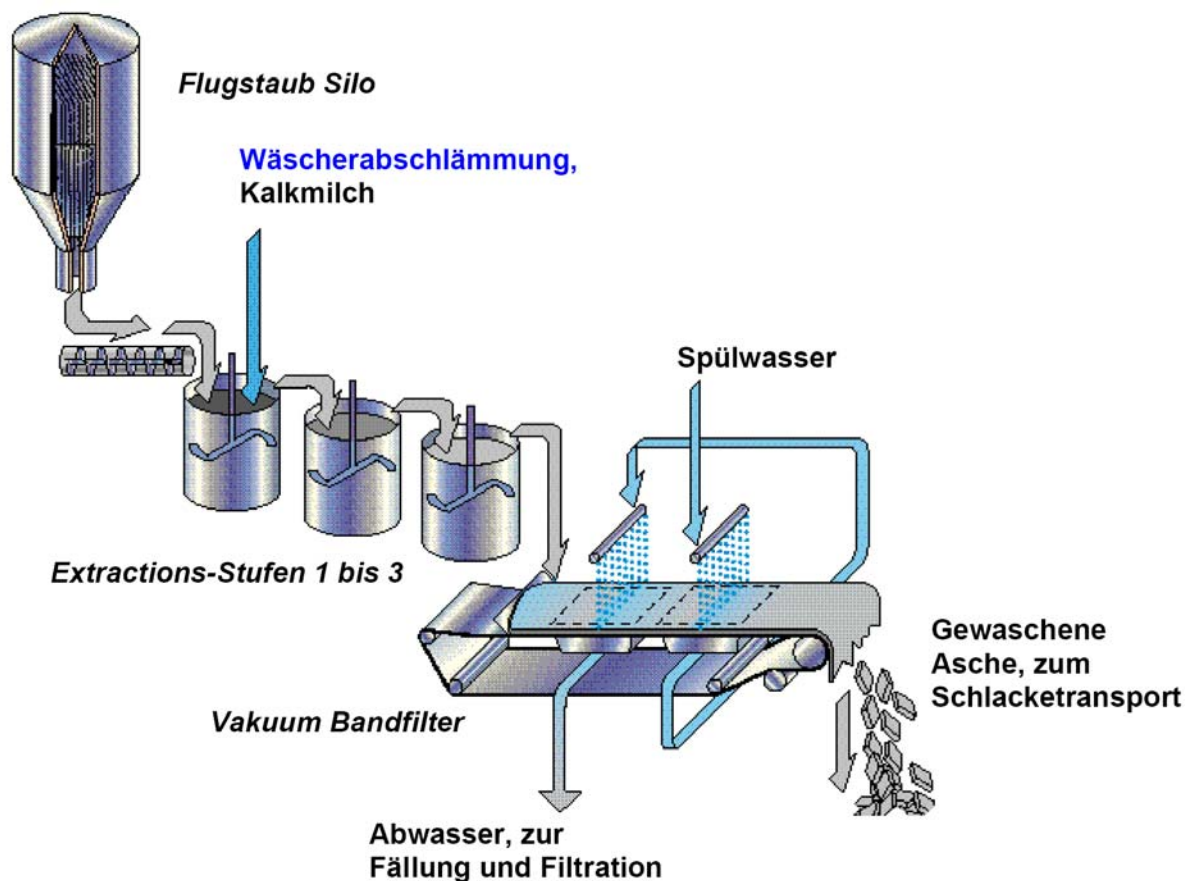 Flugstaub Silo
Wäscherabschlämmung,
Kalkmilch
Spülwasser
Extractions-Stufen 1 bis 3
Gewaschene
Asche, zum
Schlacketransport
Vakuum Bandfilter
Abwasser, zur
Fällung und Filtration